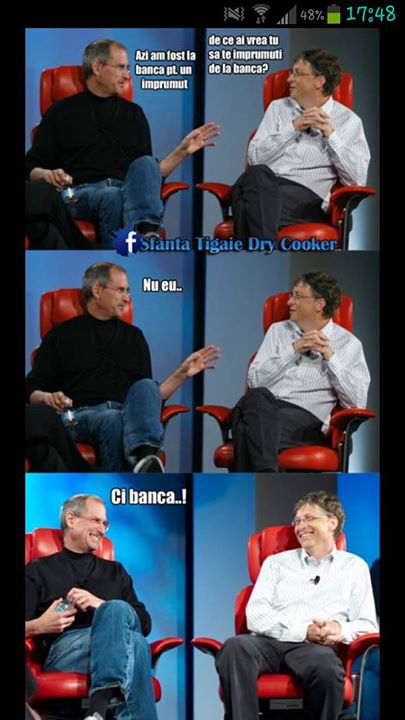 48% 17:48
Azi am fost la
banca pt. un
imprumut
de ce ai vrea tu
sa te imprumuti
de la banca?
f Sfanta Tigaie Dry Cooker
Nu eu..
Ci banca..!